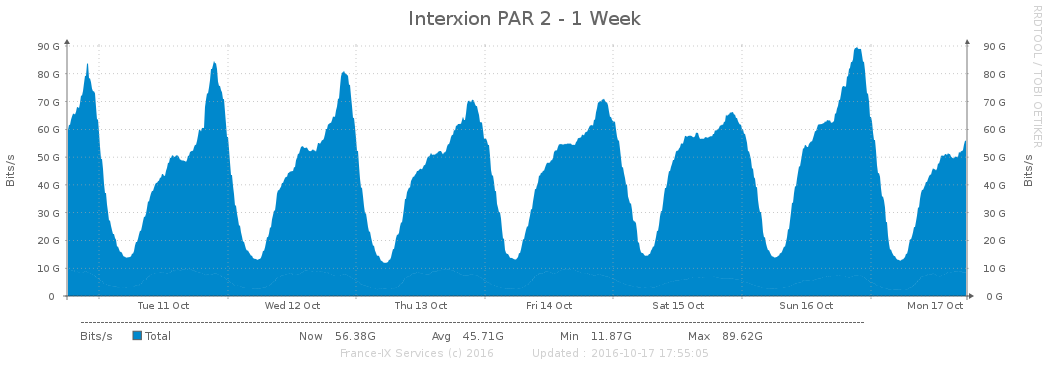 Interxion PAR 2 - 1 Week
RRDTOOL / TOBI OETIKER
Bits/s
90 G
80 G
70 G
60 G
50 G
40 G
30 G
20 G
10 G
0
90 G
80 G
70 G
60 G
50 G
40 G
30 G
20 G
10 G
0 G
Bits/s
Tue 11 Oct Wed 12 Oct Thu 13 Oct Fri 14 Oct Sat 15 Oct Sun 16 Oct Mon 17 Oct
Bits/s Total Now 56.38G Avg 45.71G Min 11.87G Max 89.62G
France-IX Services (c) 2016 Updated : 2016-10-17 17:55:05